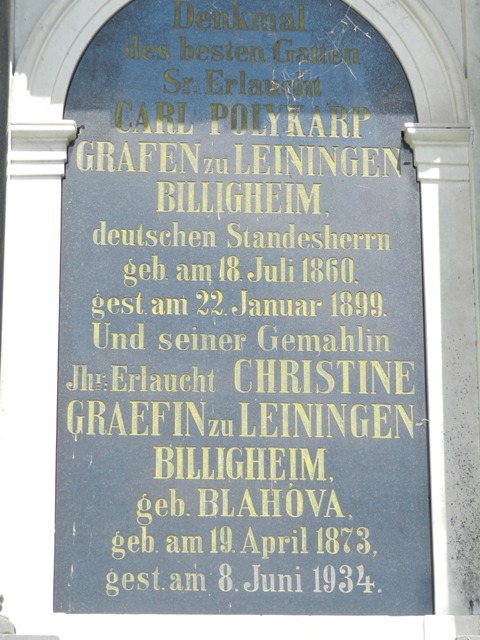 Denkmal
des besten Gatten
Sr. Erlaucht
CARL POLYKARP
GRAFEN zu LEININGEN-
BILLIGHEIM,
deutschen Standesherrn
geb. am 18. Juli 1860,
gest. am 22. Januar 1899.
Und seiner Gemahlin
Jhr: Erlaucht CHRISTINE
GRAEFIN zu LEININGEN-
BILLIGHEIM,
geb. BLAHOVA,
geb. am 19. April 1873,
gest. am 8. Juni 1934.